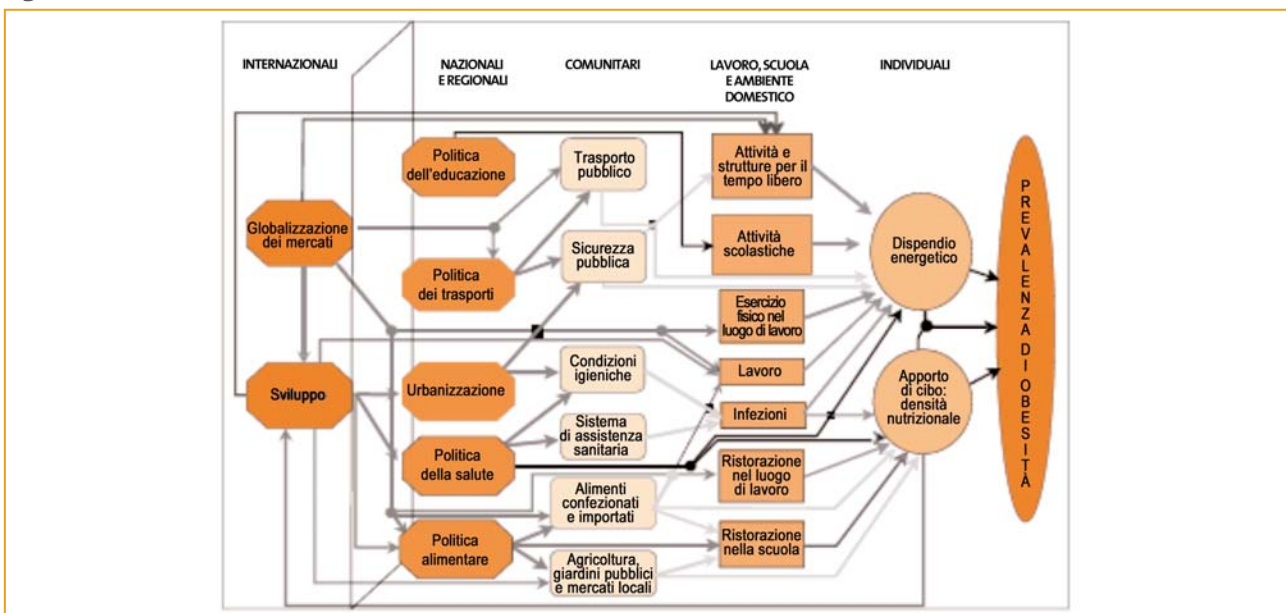 INTERNAZIONALI
NAZIONALI
E REGIONALI
COMUNITARI
LAVORO, SCUOLA
E AMBIENTE
DOMESTICO
INDIVIDUALI
Globalizzazione
dei mercati
Sviluppo
Politica
dell'educazione
Politica
dei trasporti
Urbanizzazione
Politica
della salute
Politica
alimentare
Trasporto
pubblico
Sicurezza
pubblica
Condizioni
igieniche
Sistema
di assistenza
sanitaria
Alimenti
confezionati
e importati
Agricoltura,
giardini pubblici
e mercati locali
Attività e
strutture per il
tempo libero
Attività
scolastiche
Esercizio
fisico nel
luogo di lavoro
Lavoro
Infezioni
Ristorazione
nel luogo
di lavoro
Ristorazione
nella scuola
Dispendio
energetico
Apporto
di cibo:
densità
nutrizionale
PREVALENZA DI OBESITÀ